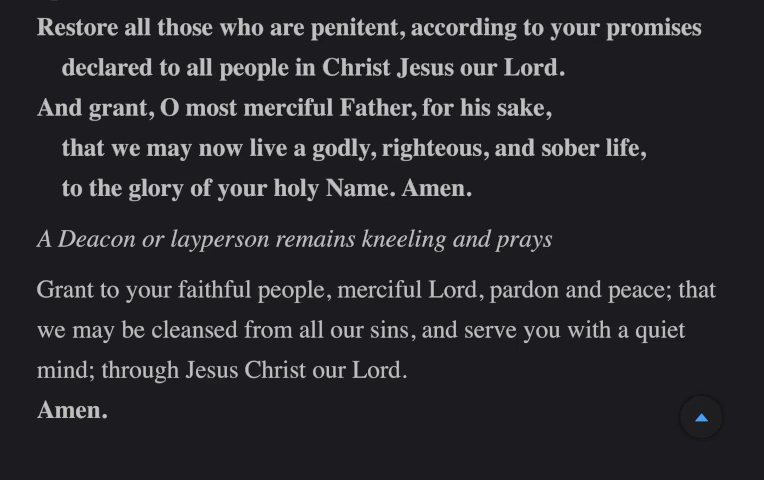 Restore all those who are penitent, according to your promises
declared to all people in Christ Jesus our Lord.
And grant, O most merciful Father, for his sake,
that we may now live a godly, righteous, and sober life,
to the glory of your holy Name. Amen.
A Deacon or layperson remains kneeling and prays
Grant to your faithful people, merciful Lord, pardon and peace; that
we may be cleansed from all our sins, and serve you with a quiet
mind; through Jesus Christ our Lord.
Amen.